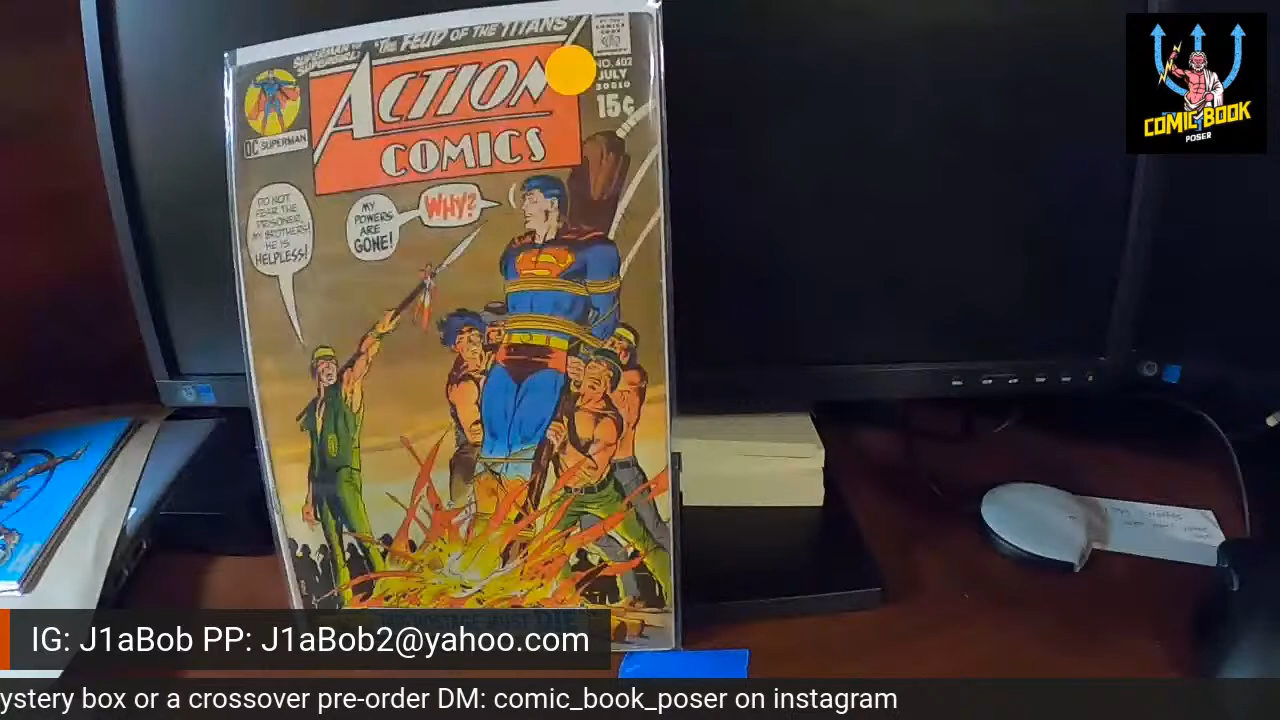 SUPERMAN and SUPERGIRL
"THE FEUD OF THE TITANS"
ACTION
COMICS
NO. 402
JULY
30810
15¢
DC SUPERMAN
DO NOT
FEAR THE
PRISONER,
MY BROTHERS!
HE IS
HELPLESS!
MY
POWERS
ARE
GONE!
WHY?
COMIC BOOK
POSER
IG: J1aBob PP: J1aBob2@yahoo.com
ystery box or a crossover pre-order DM: comic_book_poser on instagram